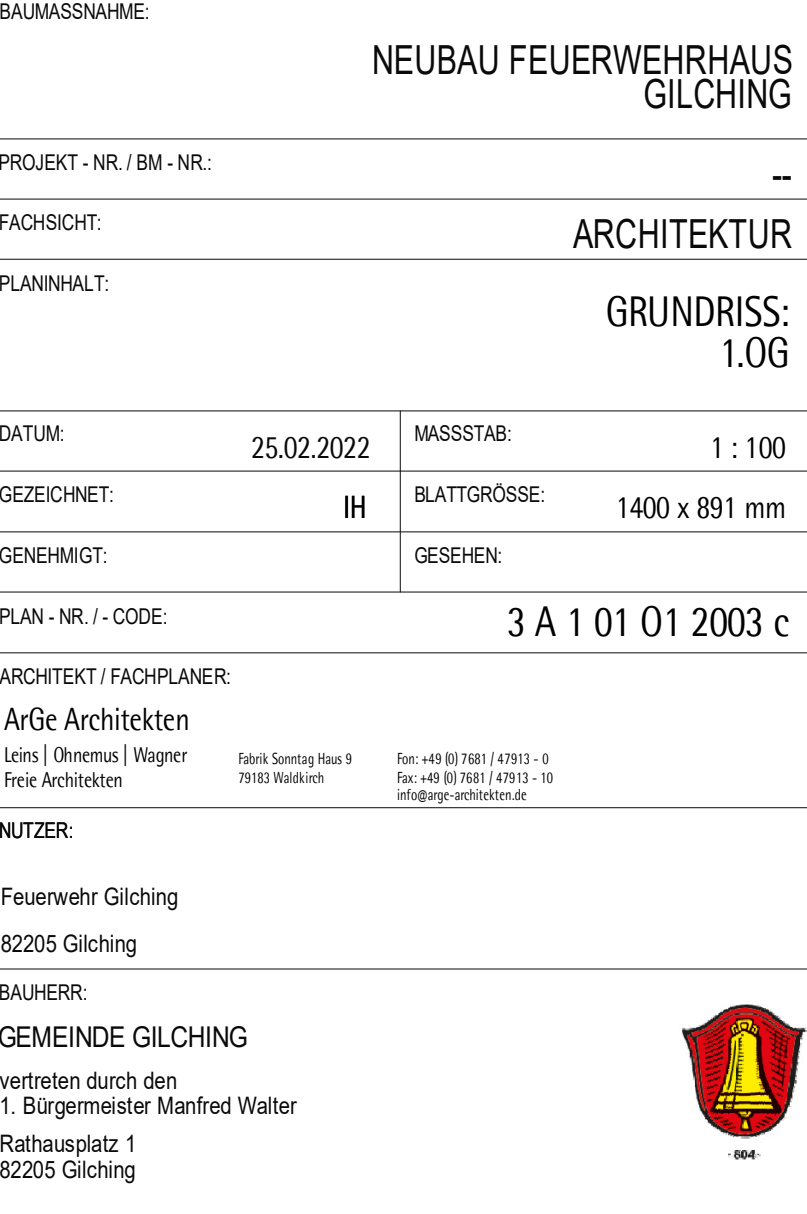 BAUMASSNAHME:
NEUBAU FEUERWEHRHAUS
GILCHING
PROJEKT - NR. / BM - NR.:
--
FACHSICHT:
ARCHITEKTUR
PLANINHALT:
GRUNDRISS:
1.OG
DATUM:
25.02.2022
MASSSTAB:
1 : 100
GEZEICHNET:
IH
BLATTGRÖSSE:
1400 x 891 mm
GENEHMIGT:
GESEHEN:
PLAN - NR. / - CODE:
3 A 1 01 O1 2003 c
ARCHITEKT / FACHPLANER:
ArGe Architekten
Leins | Ohnemus | Wagner
Freie Architekten
Fabrik Sonntag Haus 9
79183 Waldkirch
Fon: +49 (0) 7681 / 47913 - 0
Fax: +49 (0) 7681 / 47913 - 10
info@arge-architekten.de
NUTZER:
Feuerwehr Gilching
82205 Gilching
BAUHERR:
GEMEINDE GILCHING
vertreten durch den
1. Bürgermeister Manfred Walter
Rathausplatz 1
82205 Gilching
- 804 -